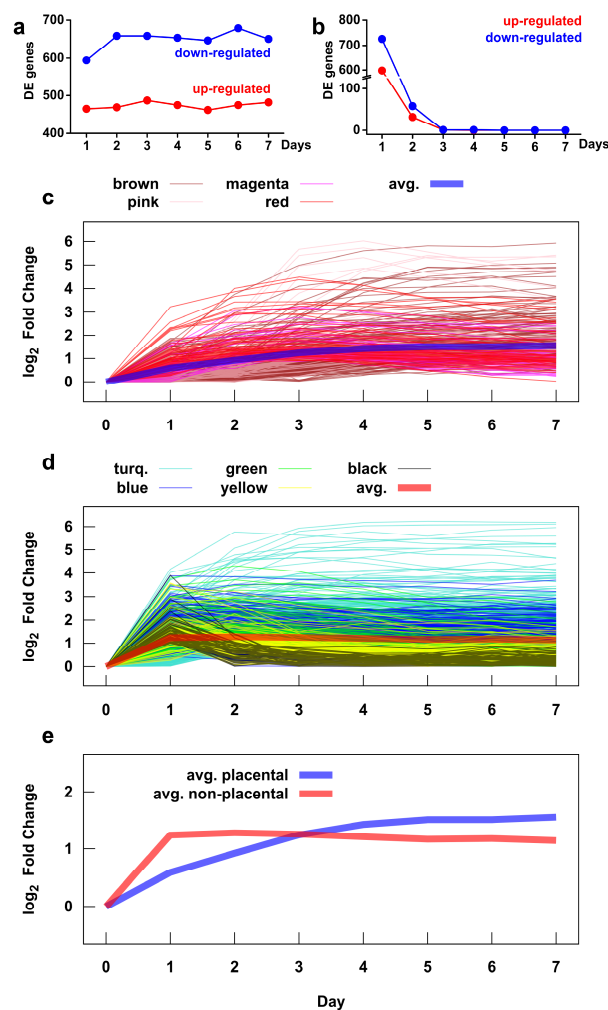 a
b
up-regulated
down-regulated
DE genes
700
600
500
400
down-regulated
up-regulated
1 2 3 4 5 6 7 Days
DE genes
800
700
600
100
0
1 2 3 4 5 6 7 Days
brown magenta avg.
pink red
c
log2 Fold Change
6
5
4
3
2
1
0
0 1 2 3 4 5 6 7
d
turq. green black
blue yellow avg.
log2 Fold Change
6
5
4
3
2
1
0
0 1 2 3 4 5 6 7
e
avg. placental
avg. non-placental
log2 Fold Change
2
1
0
0 1 2 3 4 5 6 7
Day